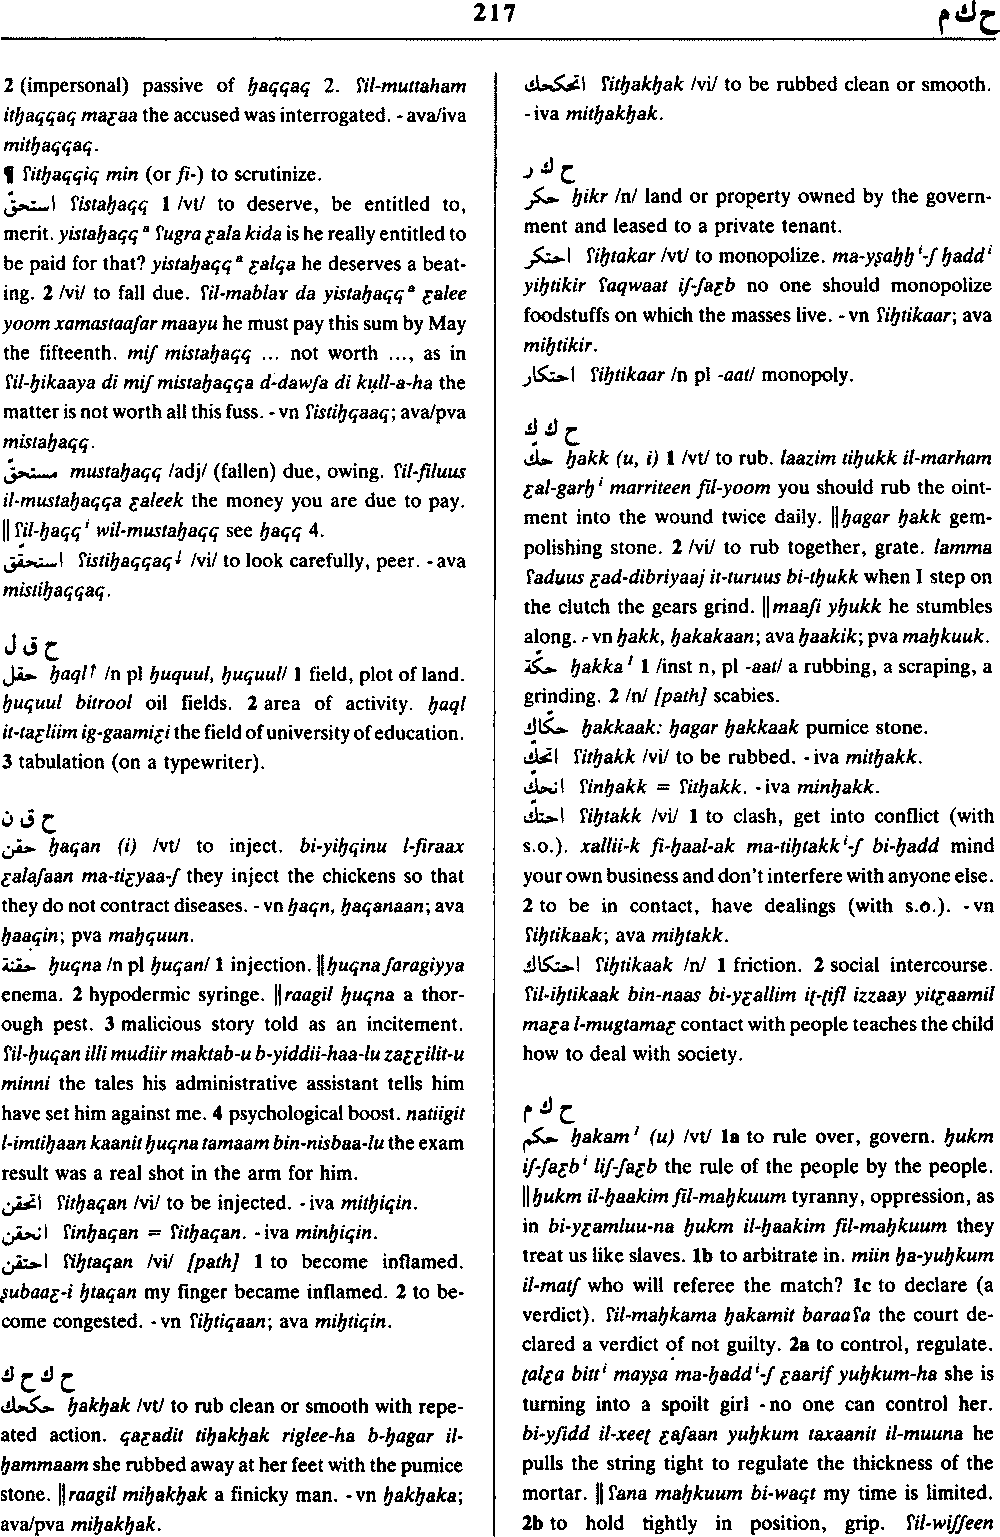 217
ح ك م
2 (impersonal) passive of ḥaqqaq 2. ʕil-muttaham
itḥaqqaq maʕaa the accused was interrogated. -ava/iva
mitḥaqqaq.
¶ ʕitḥaqqiq min (or fi-) to scrutinize.
استحقّ ʕistaḥaqq 1 /vt/ to deserve, be entitled to,
merit. yistaḥaqq ᵃ ʕugra ʕala kida is he really entitled to
be paid for that? yistaḥaqq ᵃ ʕalqa he deserves a beat-
ing. 2 /vi/ to fall due. ʕil-mablaɣ da yistaḥaqq ᵃ ʕalee
yoom xamastaaʃar maayu he must pay this sum by May
the fifteenth. miʃ mistaḥaqq ... not worth ..., as in
ʕil-ḥikaaya di miʃ mistaḥaqqa d-dawʃa di kụll-a-ha the
matter is not worth all this fuss. -vn ʕistiḥqaaq; ava/pva
mistaḥaqq.
مستحقّ mustaḥaqq /adj/ (fallen) due, owing. ʕil-filuus
il-mustaḥaqqa ʕaleek the money you are due to pay.
‖ ʕil-ḥaqq ⁱ wil-mustaḥaqq see ḥaqq 4.
استحقّق ʕistiḥaqqaq↓ /vi/ to look carefully, peer. -ava
mistiḥaqqaq.
ح ق ل
حقل ḥaql↑ /n pl ḥuquul, ḥuquul/ 1 field, plot of land.
ḥuquul bitrool oil fields. 2 area of activity. ḥaql
it-taʕliim ig-gaamiʕi the field of university of education.
3 tabulation (on a typewriter).
ح ق ن
حقن ḥaqan (i) /vt/ to inject. bi-yiḥqinu l-firaax
ʕalaʃaan ma-tiʕyaa-ʃ they inject the chickens so that
they do not contract diseases. -vn ḥaqn, ḥaqanaan; ava
ḥaaqin; pva maḥquun.
حقنة ḥuqna /n pl ḥuqan/ 1 injection. ‖ḥuqna ʃaragiyya
enema. 2 hypodermic syringe. ‖raagil ḥuqna a thor-
ough pest. 3 malicious story told as an incitement.
ʕil-ḥuqan illi mudiir maktab-u b-yiddii-haa-lu zaʕʕilit-u
minni the tales his administrative assistant tells him
have set him against me. 4 psychological boost. natiigit
l-imtiḥaan kaanit ḥuqna tamaam bin-nisbaa-lu the exam
result was a real shot in the arm for him.
اتحقن ʕitḥaqan /vi/ to be injected. -iva mitḥiqin.
انحقن ʕinḥaqan = ʕitḥaqan. -iva minḥiqin.
احتقن ʕiḥtaqan /vi/ [path] 1 to become inflamed.
ṣubaaʕ-i ḥtaqan my finger became inflamed. 2 to be-
come congested. -vn ʕiḥtiqaan; ava miḥtiqin.
ح ك ح ك
حكحك ḥakḥak /vt/ to rub clean or smooth with repe-
ated action. qaʕadit tiḥakḥak riglee-ha b-ḥagar il-
ḥammaam she rubbed away at her feet with the pumice
stone. ‖raagil miḥakḥak a finicky man. -vn ḥakḥaka;
ava/pva miḥakḥak.
اتحكحك ʕitḥakḥak /vi/ to be rubbed clean or smooth.
-iva mitḥakḥak.
ح ك ر
حكر ḥikr /n/ land or property owned by the govern-
ment and leased to a private tenant.
احتكر ʕiḥtakar /vt/ to monopolize. ma-yṣaḥḥ ⁱ-ʃ ḥadd ⁱ
yiḥtikir ʕaqwaat iʃ-ʃaʕb no one should monopolize
foodstuffs on which the masses live. -vn ʕiḥtikaar; ava
miḥtikir.
احتكار ʕiḥtikaar /n pl -aat/ monopoly.
ح ك ك
حكّ ḥakk (u, i) 1 /vt/ to rub. laazim tiḥukk il-marham
ʕal-garḥ ⁱ marriteen fil-yoom you should rub the oint-
ment into the wound twice daily. ‖ḥagar ḥakk gem-
polishing stone. 2 /vi/ to rub together, grate. lamma
ʕaduus ʕad-dibriyaaj it-turuus bi-tḥukk when I step on
the clutch the gears grind. ‖maaʃi yḥukk he stumbles
along. -vn ḥakk, ḥakakaan; ava ḥaakik; pva maḥkuuk.
حكّة ḥakka¹ 1 /inst n, pl -aat/ a rubbing, a scraping, a
grinding. 2 /n/ [path] scabies.
حكّاك ḥakkaak: ḥagar ḥakkaak pumice stone.
اتحكّ ʕitḥakk /vi/ to be rubbed. -iva mitḥakk.
انحكّ ʕinḥakk = ʕitḥakk. -iva minḥakk.
احتكّ ʕiḥtakk /vi/ 1 to clash, get into conflict (with
s.o.). xallii-k fi-ḥaal-ak ma-tiḥtakk ⁱ-ʃ bi-ḥadd mind
your own business and don't interfere with anyone else.
2 to be in contact, have dealings (with s.o.). -vn
ʕiḥtikaak; ava miḥtakk.
احتكاك ʕiḥtikaak /n/ 1 friction. 2 social intercourse.
ʕil-iḥtikaak bin-naas bi-yʕallim iṭ-ṭifl izzaay yitʕaamil
maʕa l-mugtamaʕ contact with people teaches the child
how to deal with society.
ح ك م
حكم ḥakam¹ (u) /vt/ 1a to rule over, govern. ḥukm
iʃ-ʃaʕb ⁱ liʃ-ʃaʕb the rule of the people by the people.
‖ḥukm il-ḥaakim fil-maḥkuum tyranny, oppression, as
in bi-yʕamluu-na ḥukm il-ḥaakim fil-maḥkuum they
treat us like slaves. 1b to arbitrate in. miin ḥa-yuḥkum
il-matʃ who will referee the match? 1c to declare (a
verdict). ʕil-maḥkama ḥakamit baraaʕa the court de-
clared a verdict of not guilty. 2a to control, regulate.
ṭalʕa bitt ⁱ mayṣa ma-ḥadd ⁱ-ʃ ʕaarif yuḥkum-ha she is
turning into a spoilt girl -no one can control her.
bi-yʃidd il-xeeṭ ʕaʃaan yuḥkum taxaanit il-muuna he
pulls the string tight to regulate the thickness of the
mortar. ‖ʕana maḥkuum bi-waqt my time is limited.
2b to hold tightly in position, grip. ʕil-wiʃʃeen